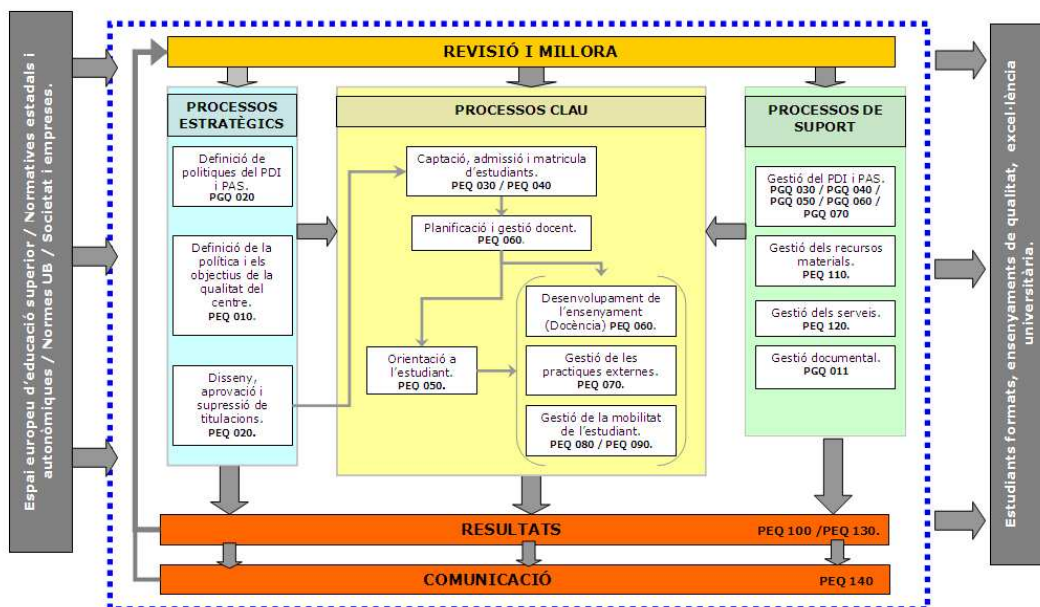 Espai europeu d'educació superior / Normatives estadals i
autonòmiques / Normes UB / Societat i empreses.
REVISIÓ I MILLORA
PROCESSOS
ESTRATÈGICS
Definició de
politiques del PDI i
PAS.
PGQ 020
Definició de la
política i els
objectius de la
qualitat del
centre.
PEQ 010.
Disseny,
aprovació i
supressió de
titulacions.
PEQ 020.
PROCESSOS CLAU
Captació, admissió i matricula
d'estudiants.
PEQ 030 / PEQ 040
Planificació i gestió docent.
PEQ 060.
Orientació a
l'estudiant.
PEQ 050.
Desenvolupament de
l'ensenyament
(Docència) PEQ 060.
Gestió de les
practiques externes.
PEQ 070.
Gestió de la mobilitat
de l'estudiant.
PEQ 080 / PEQ 090.
PROCESSOS DE
SUPORT
Gestió del PDI i PAS.
PGQ 030 / PGQ 040 /
PGQ 050 / PGQ 060 /
PGQ 070
Gestió dels recursos
materials.
PEQ 110.
Gestió dels serveis.
PEQ 120.
Gestió documental.
PGQ 011
RESULTATS PEQ 100 /PEQ 130.
COMUNICACIÓ PEQ 140
Estudiants formats, ensenyaments de qualitat, excel·lència
universitària.